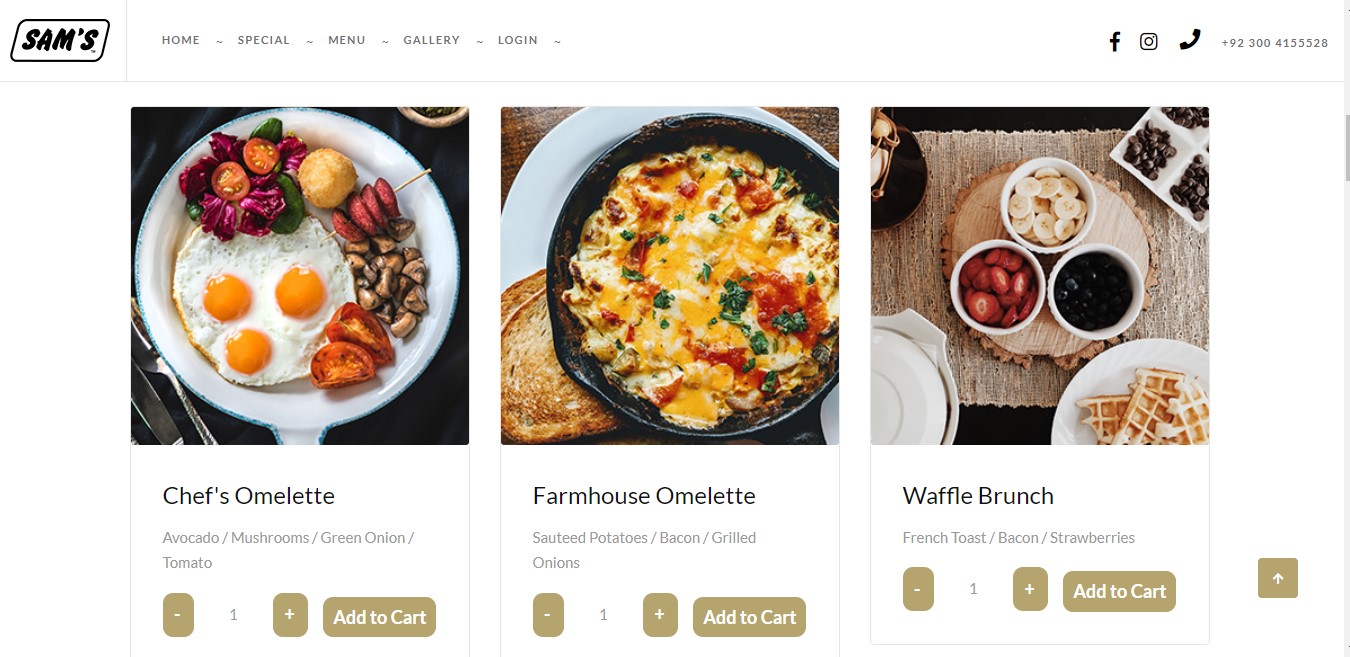 SAM'S
HOME ~ SPECIAL ~ MENU ~ GALLERY ~ LOGIN ~
+92 300 4155528
Chef's Omelette
Avocado / Mushrooms / Green Onion /
Tomato
- 1 + Add to Cart
Farmhouse Omelette
Sauteed Potatoes / Bacon / Grilled
Onions
- 1 + Add to Cart
Waffle Brunch
French Toast / Bacon / Strawberries
- 1 + Add to Cart